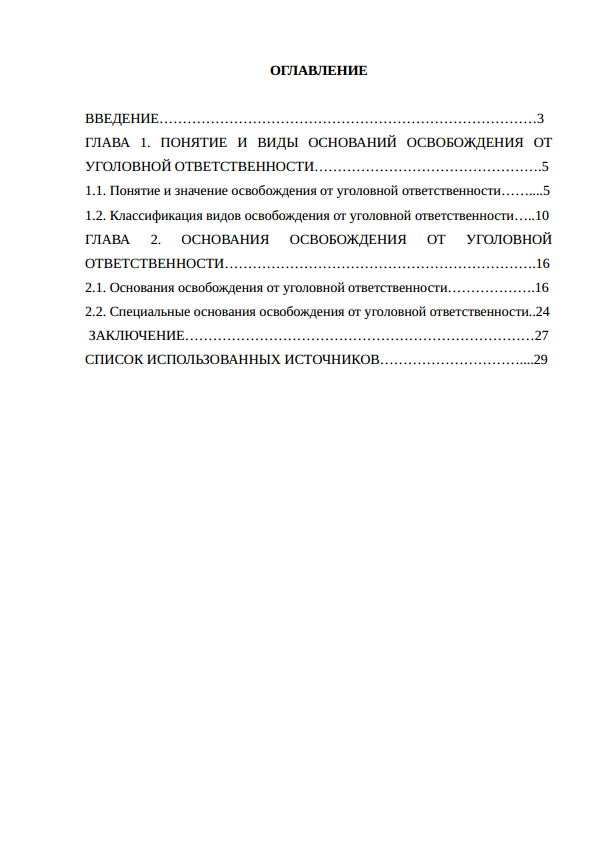 ОГЛАВЛЕНИЕ
ВВЕДЕНИЕ………………………………………………………………………3
ГЛАВА 1. ПОНЯТИЕ И ВИДЫ ОСНОВАНИЙ ОСВОБОЖДЕНИЯ ОТ
УГОЛОВНОЙ ОТВЕТСТВЕННОСТИ………………………………………….5
1.1. Понятие и значение освобождения от уголовной ответственности……....5
1.2. Классификация видов освобождения от уголовной ответственности…..10
ГЛАВА 2. ОСНОВАНИЯ ОСВОБОЖДЕНИЯ ОТ УГОЛОВНОЙ
ОТВЕТСТВЕННОСТИ………………………………………………………….16
2.1. Основания освобождения от уголовной ответственности……………….16
2.2. Специальные основания освобождения от уголовной ответственности..24
ЗАКЛЮЧЕНИЕ…………………………………………………………………27
СПИСОК ИСПОЛЬЗОВАННЫХ ИСТОЧНИКОВ…………………………....29